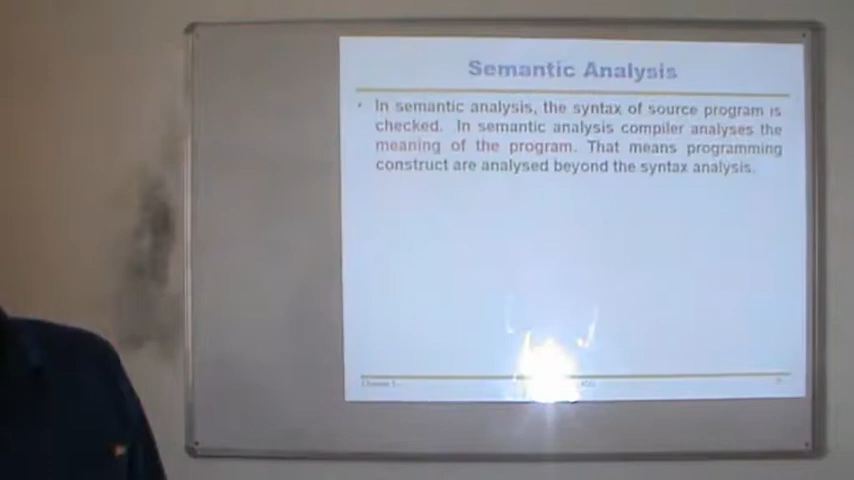 Semantic Analysis
• In semantic analysis, the syntax of source program is
checked. In semantic analysis compiler analyses the
meaning of the program. That means programming
construct are analysed beyond the syntax analysis.